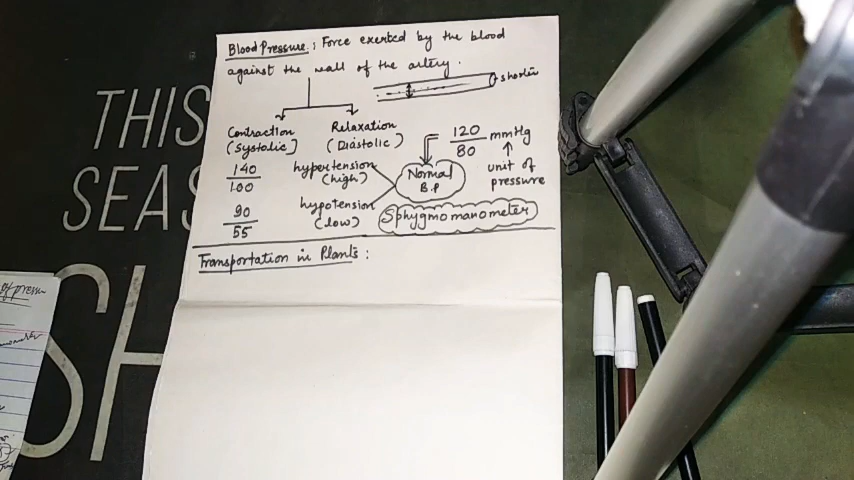 Blood Pressure : Force exerted by the blood
against the wall of the artery.
Contraction
(Systolic)
Relaxation
(Diastolic)
120
80
mmHg
unit of
pressure
Normal
B.P
140
100
hypertension
(high)
90
55
hypotension
(low)
Sphygmomanometer
Transportation in Plants :
THIS
SEAS
SH